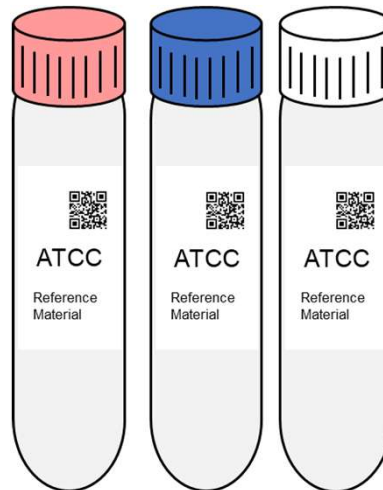 ATCC
Reference
Material
ATCC
Reference
Material
ATCC
Reference
Material